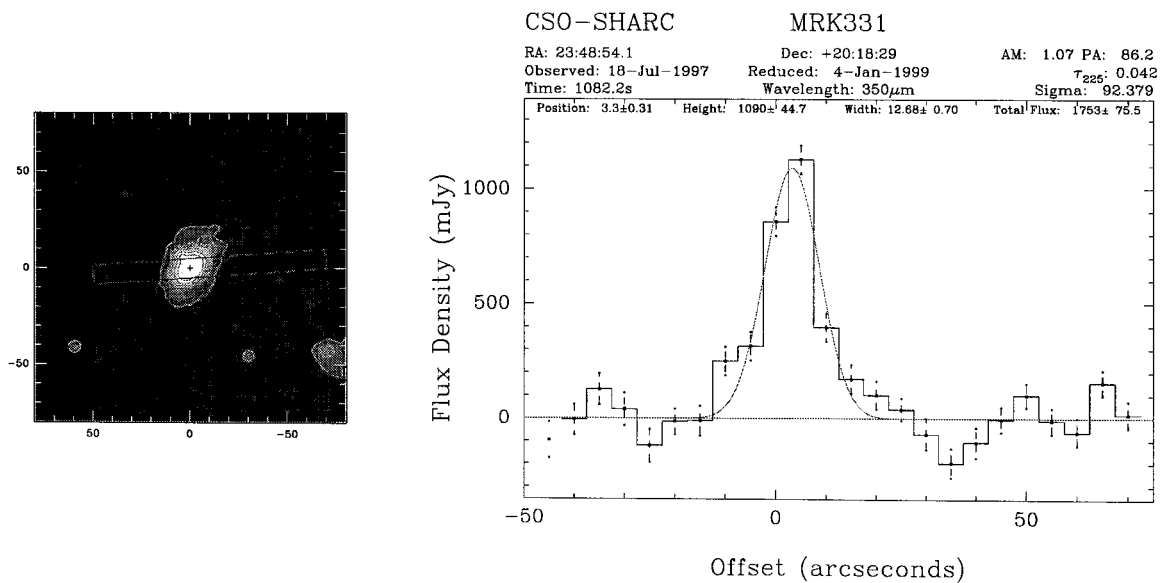 CSO-SHARC MRK331
RA: 23:48:54.1 Dec: +20:18:29 AM: 1.07 PA: 86.2
Observed: 18-Jul-1997 Reduced: 4-Jan-1999 τ225: 0.042
Time: 1082.2s Wavelength: 350μm Sigma: 92.379
Position: 3.3±0.31 Height: 1090± 44.7 Width: 12.68± 0.70 Total Flux: 1753± 75.5
50
0
-50
50 0 -50
Flux Density (mJy)
1000
500
0
-50 0 50
Offset (arcseconds)